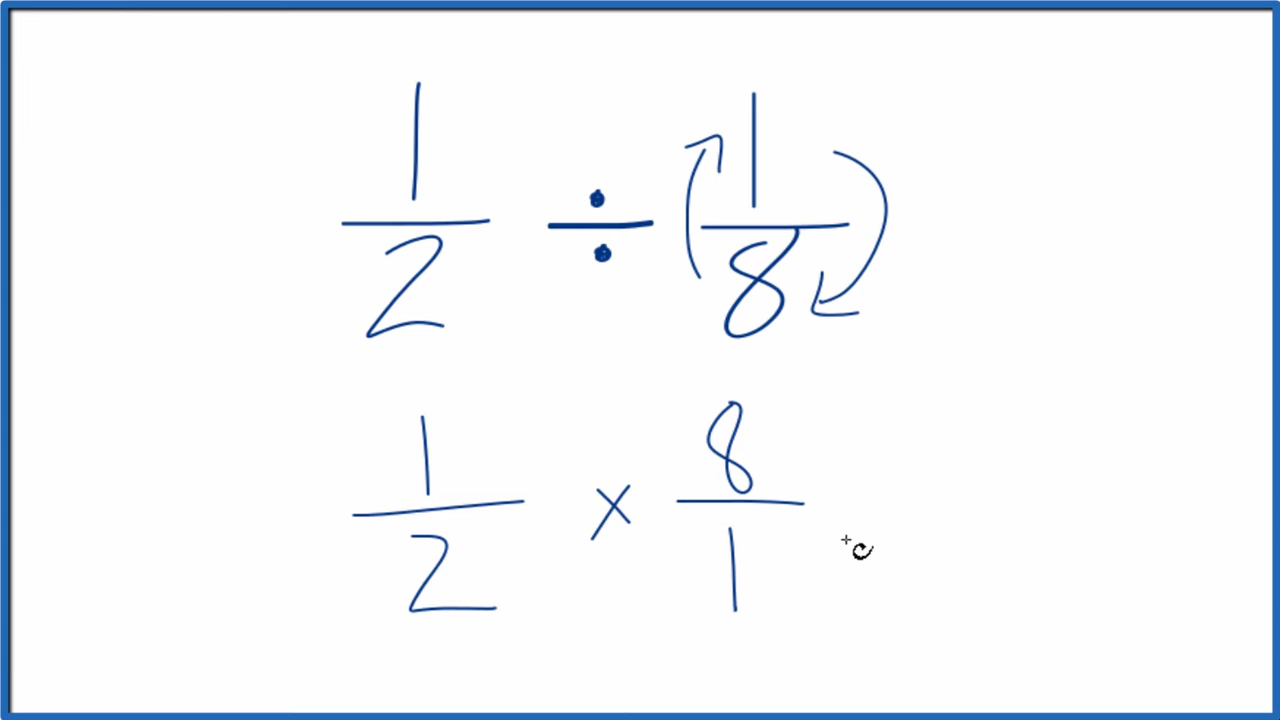 1/2 ÷ 1/8
1/2 × 8/1